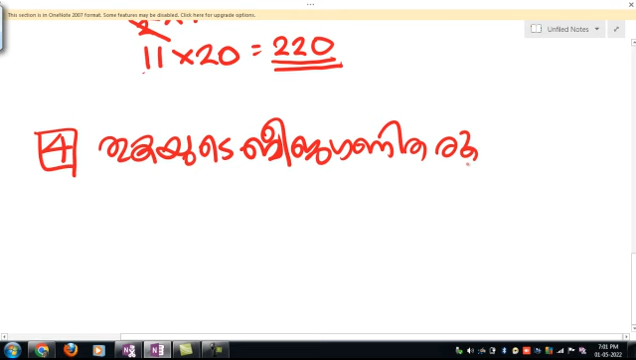 This section is in OneNote 2007 format. Some features may be disabled. Click here for upgrade options.
Unfiled Notes
11 × 20 = 220
4 തുകയുടെ ബീജഗണിത രൂ
7:01 PM
01-05-2022